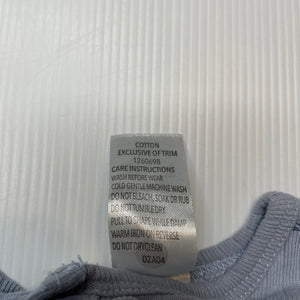 COTTON
EXCLUSIVE OF TRIM
1260698
CARE INSTRUCTIONS
WASH BEFORE WEAR
COLD GENTLE MACHINE WASH
DO NOT BLEACH, SOAK OR RUB
DO NOT TUMBLE DRY
PULL TO SHAPE WHILE DAMP
WARM IRON ON REVERSE
DO NOT DRYCLEAN
02A04